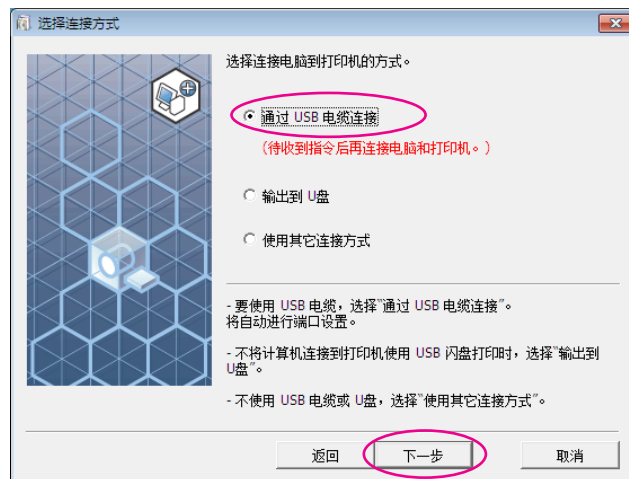 选择连接方式
选择连接电脑到打印机的方式。
通过 USB 电缆连接
（待收到指令后再连接电脑和打印机。）
输出到 U盘
使用其它连接方式
- 要使用 USB 电缆，选择"通过 USB 电缆连接"。
将自动进行端口设置。
- 不将计算机连接到打印机使用 USB 闪盘打印时，选择"输出到
U盘"。
- 不使用 USB 电缆或 U盘，选择"使用其它连接方式"。
返回 下一步 取消